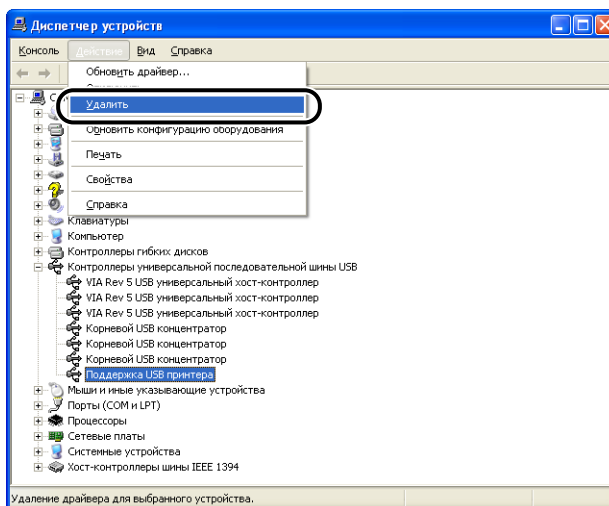 Диспетчер устройств
Консоль Действие Вид Справка
Обновить драйвер...
Удалить
Обновить конфигурацию оборудования
Печать
Свойства
Справка
Клавиатуры
Компьютер
Контроллеры гибких дисков
Контроллеры универсальной последовательной шины USB
VIA Rev 5 USB универсальный хост-контроллер
VIA Rev 5 USB универсальный хост-контроллер
VIA Rev 5 USB универсальный хост-контроллер
Корневой USB концентратор
Корневой USB концентратор
Корневой USB концентратор
Поддержка USB принтера
Мыши и иные указывающие устройства
Порты (COM и LPT)
Процессоры
Сетевые платы
Системные устройства
Хост-контроллеры шины IEEE 1394
Удаление драйвера для выбранного устройства.